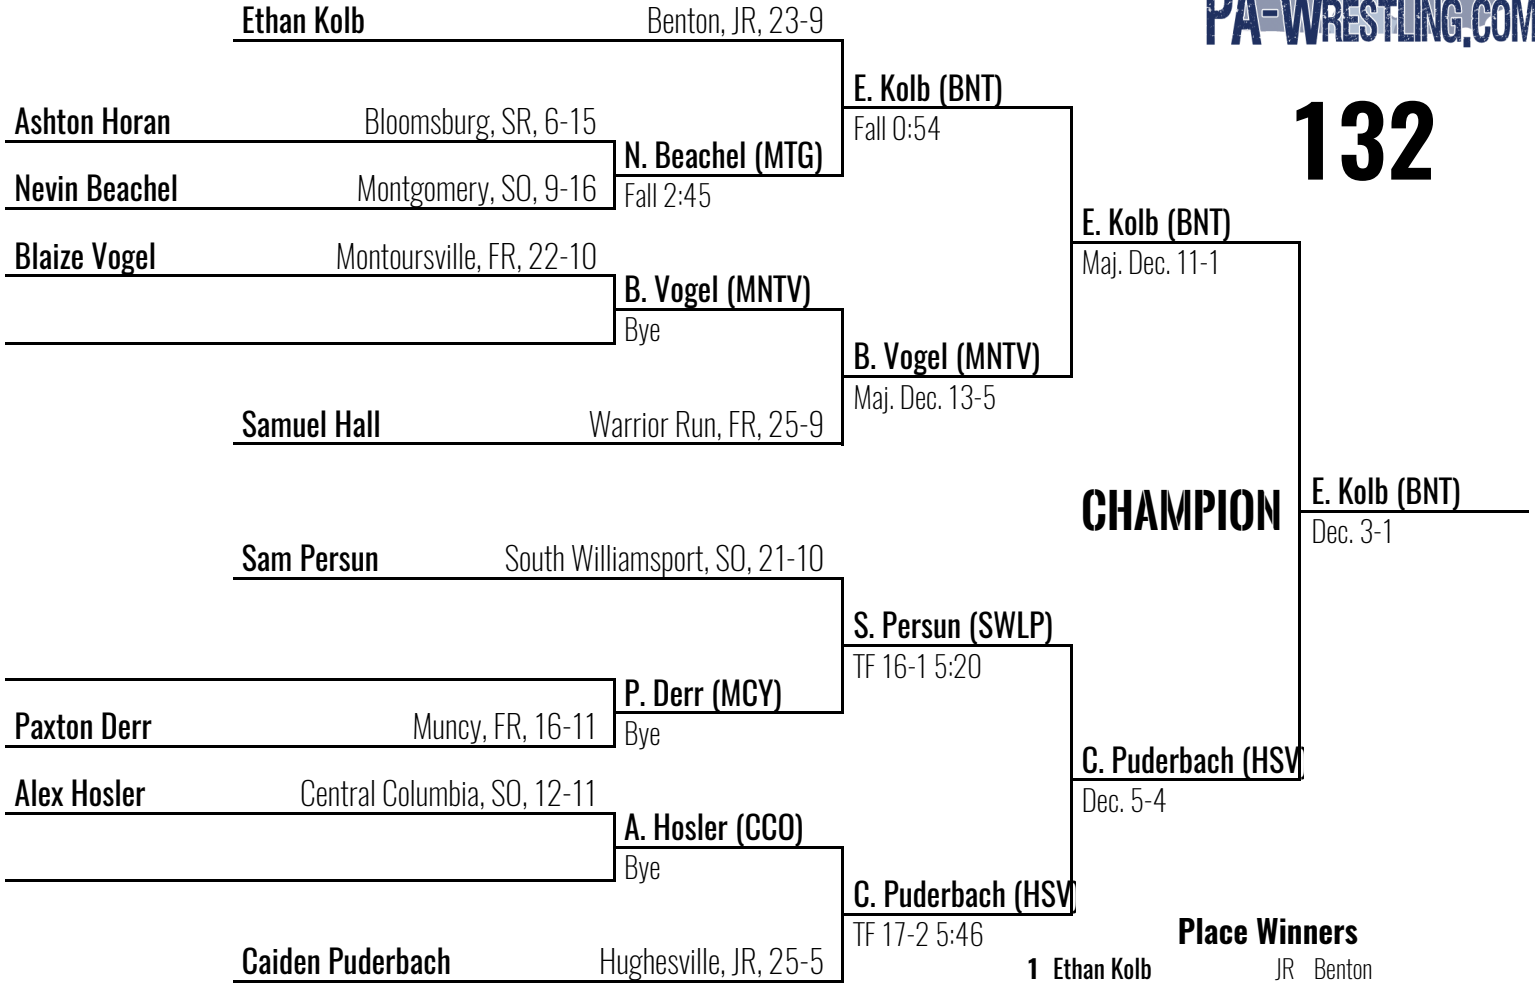 PA-WRESTLING.COM
132
Ethan Kolb Benton, JR, 23-9
E. Kolb (BNT)
Fall 0:54
Ashton Horan Bloomsburg, SR, 6-15
N. Beachel (MTG)
Fall 2:45
Nevin Beachel Montgomery, SO, 9-16
E. Kolb (BNT)
Maj. Dec. 11-1
Blaize Vogel Montoursville, FR, 22-10
B. Vogel (MNTV)
Bye
B. Vogel (MNTV)
Maj. Dec. 13-5
Samuel Hall Warrior Run, FR, 25-9
CHAMPION
E. Kolb (BNT)
Dec. 3-1
Sam Persun South Williamsport, SO, 21-10
S. Persun (SWLP)
TF 16-1 5:20
P. Derr (MCY)
Bye
Paxton Derr Muncy, FR, 16-11
C. Puderbach (HSV)
Dec. 5-4
Alex Hosler Central Columbia, SO, 12-11
A. Hosler (CCO)
Bye
C. Puderbach (HSV)
TF 17-2 5:46
Caiden Puderbach Hughesville, JR, 25-5
Place Winners
1 Ethan Kolb JR Benton